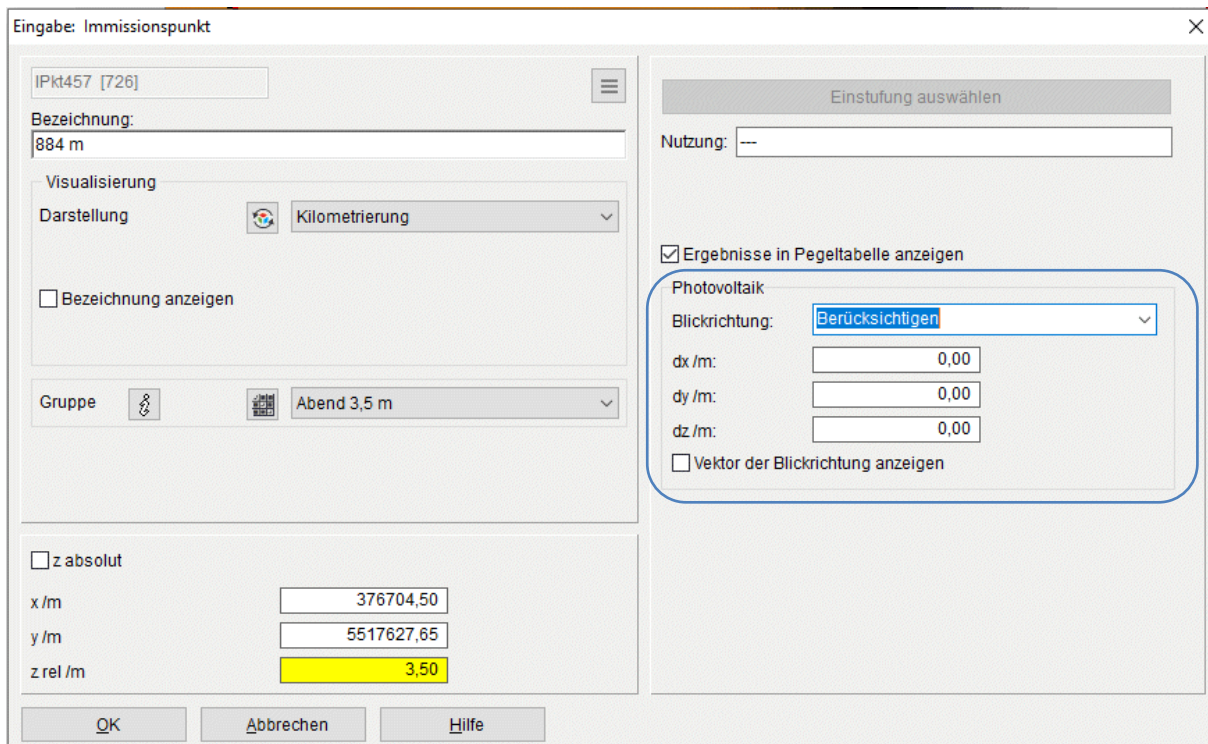 Eingabe: Immissionspunkt
IPkt457 [726]
Bezeichnung:
884 m
Visualisierung
Darstellung Kilometrierung
Bezeichnung anzeigen
Gruppe Abend 3,5 m
z absolut
x /m 376704,50
y /m 5517627,65
z rel /m 3,50
OK Abbrechen Hilfe
Einstufung auswählen
Nutzung: ---
Ergebnisse in Pegeltabelle anzeigen
Photovoltaik
Blickrichtung: Berücksichtigen
dx /m: 0,00
dy /m: 0,00
dz /m: 0,00
Vektor der Blickrichtung anzeigen